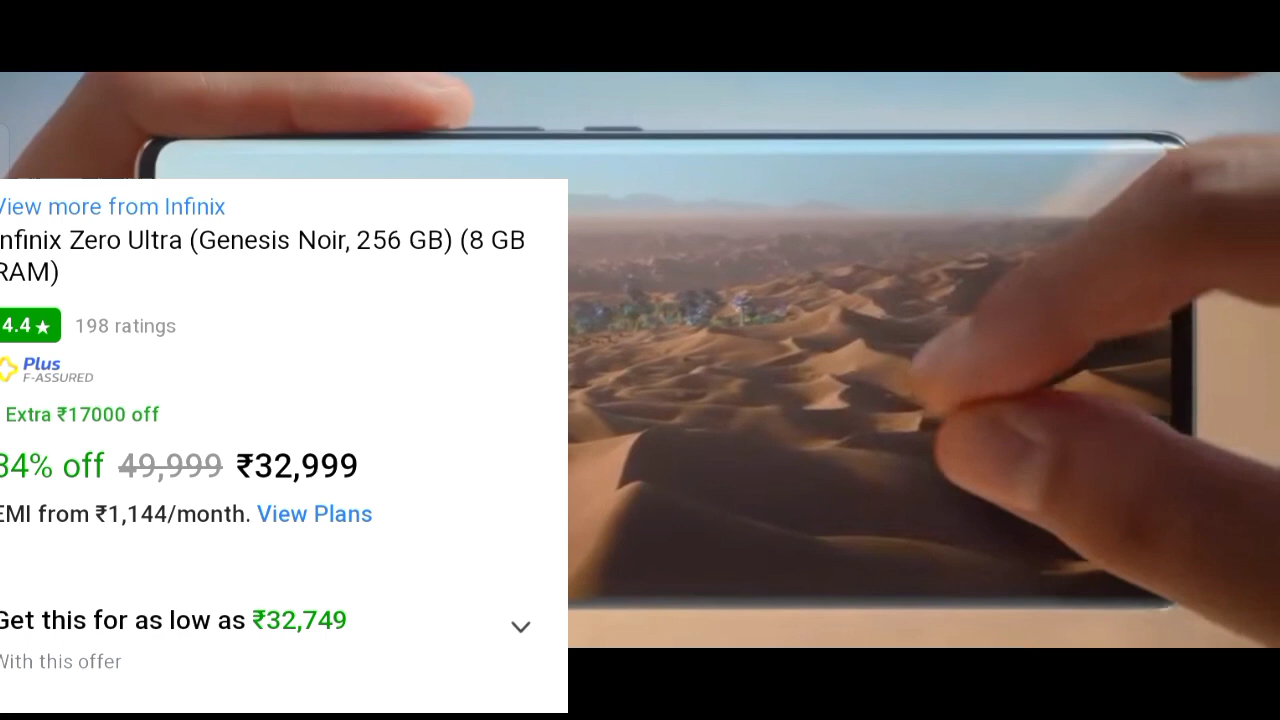 View more from Infinix
nfinix Zero Ultra (Genesis Noir, 256 GB) (8 GB
RAM)
4.4★ 198 ratings
Plus
F-ASSURED
Extra ₹17000 off
34% off 49,999 ₹32,999
EMI from ₹1,144/month. View Plans
Get this for as low as ₹32,749
With this offer